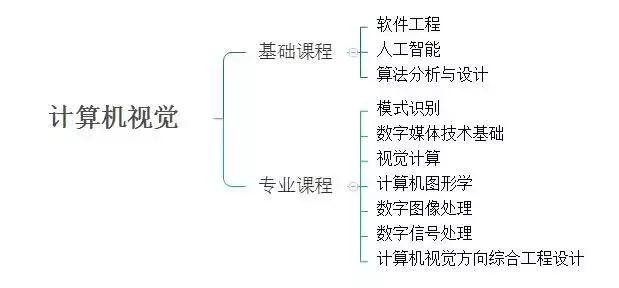 计算机视觉
基础课程
软件工程
人工智能
算法分析与设计
专业课程
模式识别
数字媒体技术基础
视觉计算
计算机图形学
数字图像处理
数字信号处理
计算机视觉方向综合工程设计